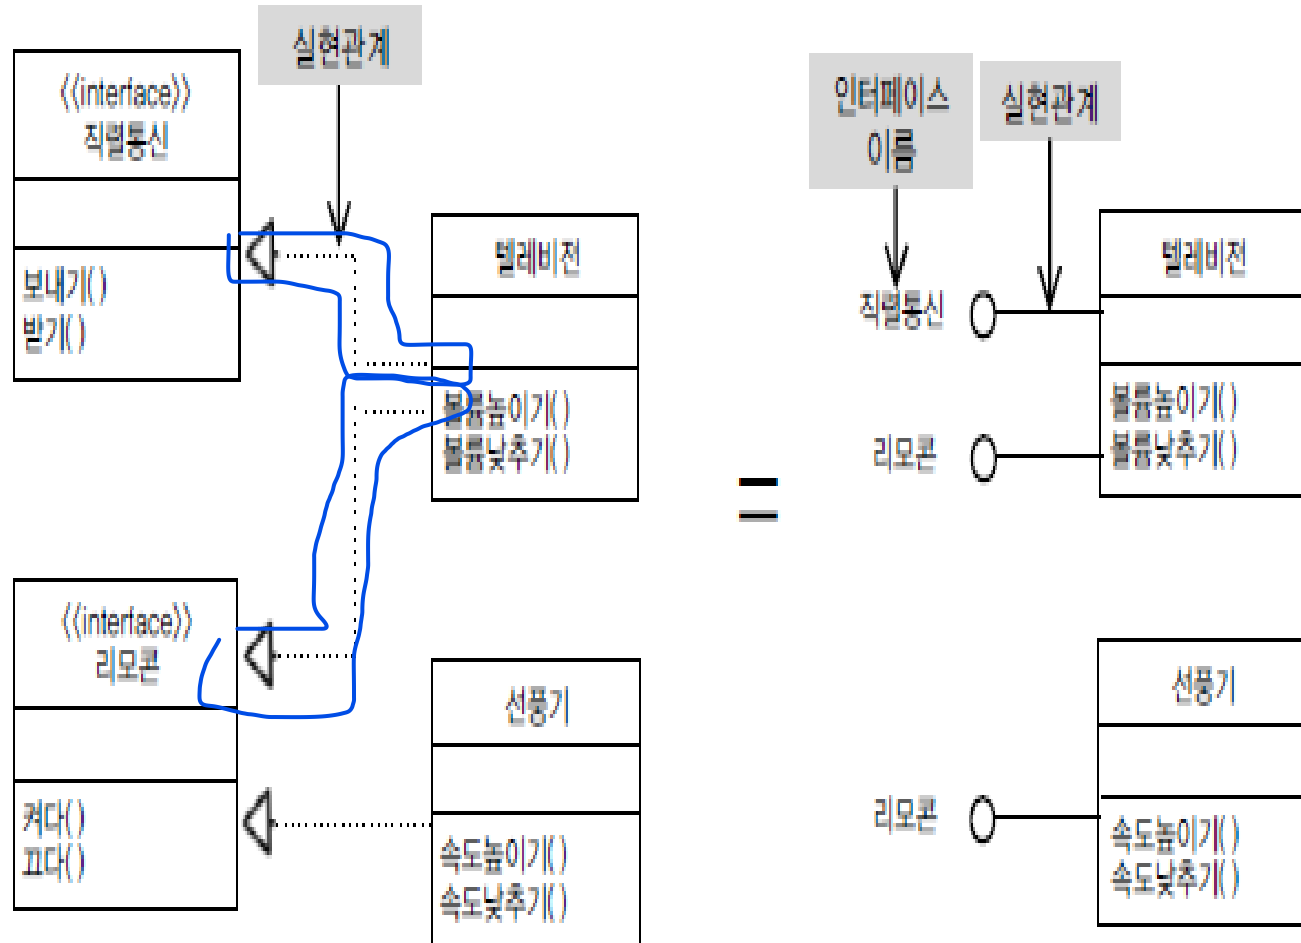 실현관계
<<interface>>
직렬통신
보내기( )
받기( )
텔레비전
볼륨높이기( )
볼륨낮추기( )
<<interface>>
리모콘
켜다( )
끄다( )
선풍기
속도높이기( )
속도낮추기( )
=
인터페이스
이름
실현관계
직렬통신
리모콘
텔레비전
볼륨높이기( )
볼륨낮추기( )
리모콘
선풍기
속도높이기( )
속도낮추기( )